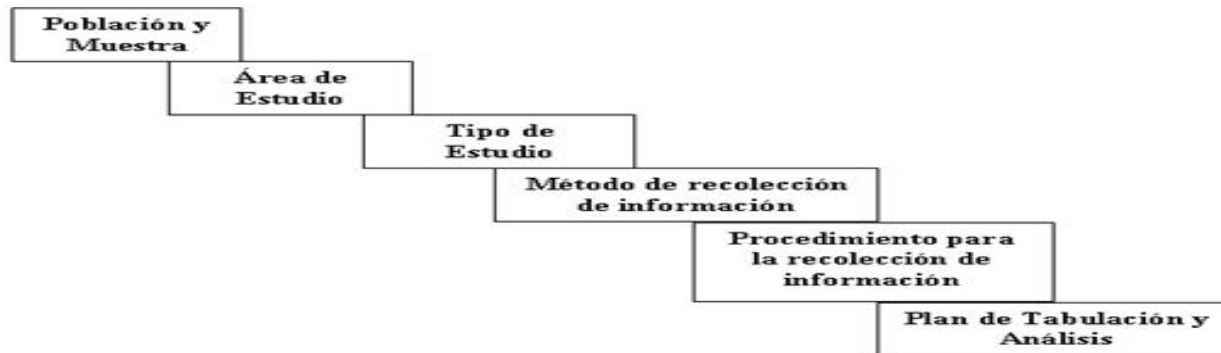 Población y
Muestra
Área de
Estudio
Tipo de
Estudio
Método de recolección
de información
Procedimiento para
la recolección de
información
Plan de Tabulación y
Análisis